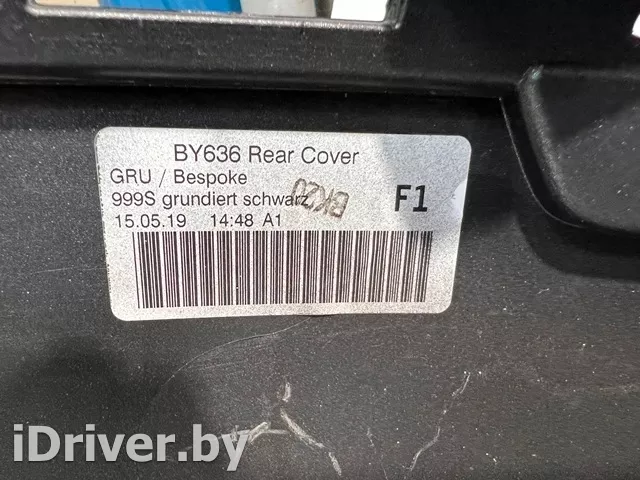 BY636 Rear Cover
GRU / Bespoke
999S grundiert schwarz
BK20
F1
15.05.19 14:48 A1
iDriver.by